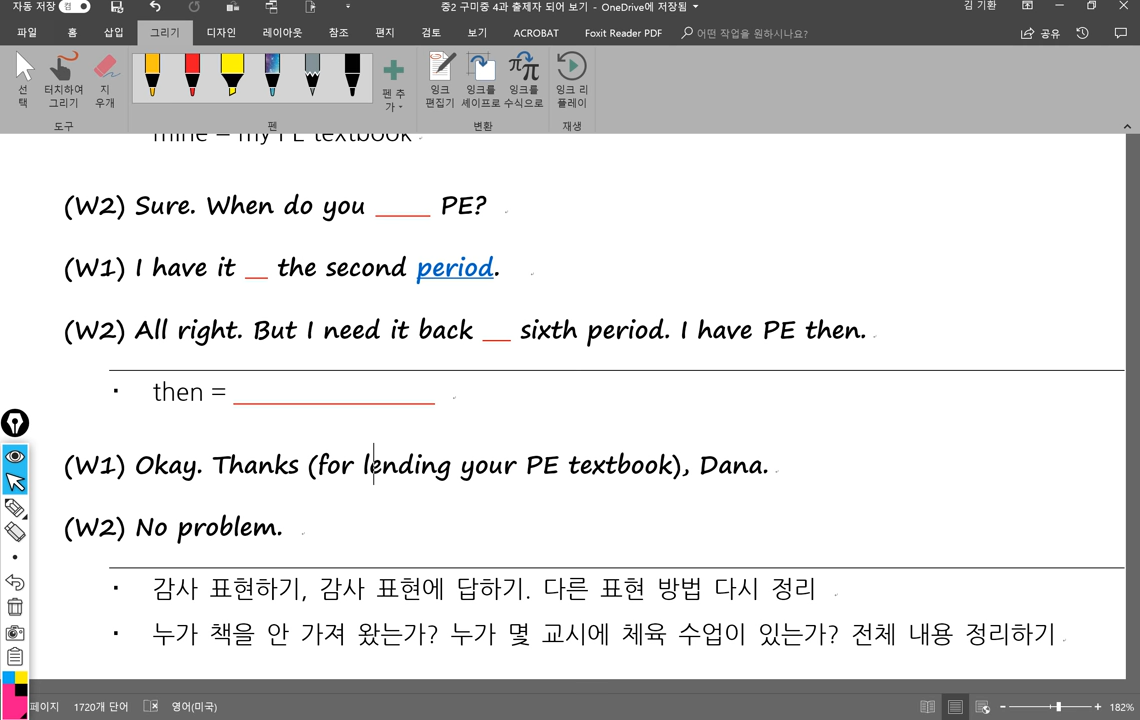 자동 저장 켬 중2 구미중 4과 출제자 되어 보기 - OneDrive에 저장됨 김 기환
파일 홈 삽입 그리기 디자인 레이아웃 참조 편지 검토 보기 ACROBAT Foxit Reader PDF 어떤 작업을 원하시나요? 공유
선택 터치하여 그리기 지우개 펜 추가 잉크 편집기 잉크를 셰이프로 잉크를 수식으로 잉크 리플레이
도구 펜 변환 재생
mine = my PE textbook
(W2) Sure. When do you _____ PE?
(W1) I have it __ the second period.
(W2) All right. But I need it back __ sixth period. I have PE then.
· then = _______________
(W1) Okay. Thanks (for lending your PE textbook), Dana.
(W2) No problem.
· 감사 표현하기, 감사 표현에 답하기. 다른 표현 방법 다시 정리
· 누가 책을 안 가져 왔는가? 누가 몇 교시에 체육 수업이 있는가? 전체 내용 정리하기
페이지 1720개 단어 영어(미국) 182%